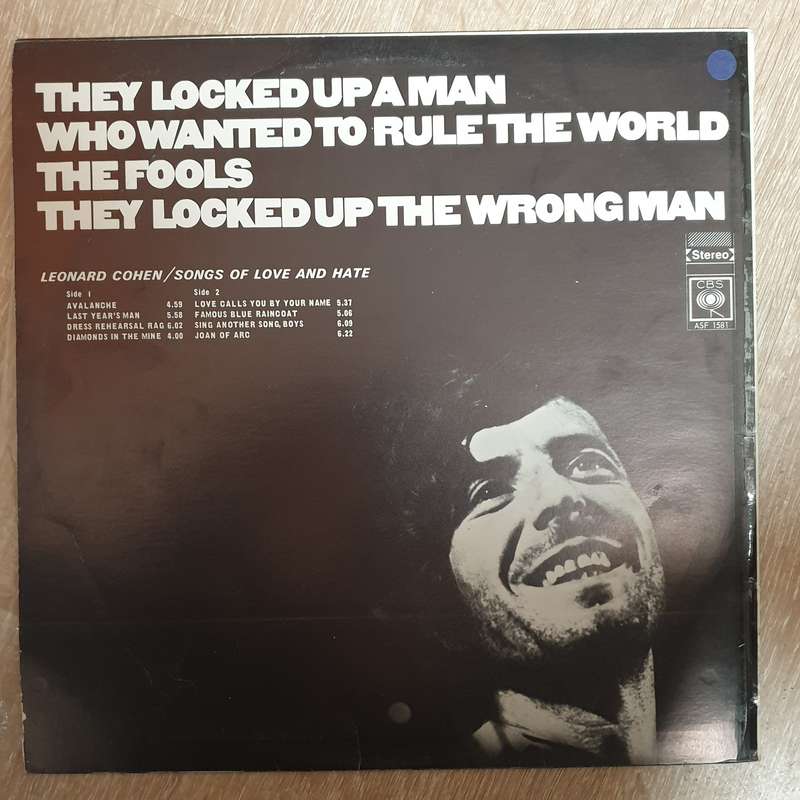 THEY LOCKED UP A MAN
WHO WANTED TO RULE THE WORLD
THE FOOLS
THEY LOCKED UP THE WRONG MAN
Stereo
CBS
ASF 1581
LEONARD COHEN/SONGS OF LOVE AND HATE
Side 1
AVALANCHE 4.59
LAST YEAR'S MAN 5.58
DRESS REHEARSAL RAG 6.02
DIAMONDS IN THE MINE 4.00
Side 2
LOVE CALLS YOU BY YOUR NAME 5.37
FAMOUS BLUE RAINCOAT 5.06
SING ANOTHER SONG, BOYS 6.09
JOAN OF ARC 6.22